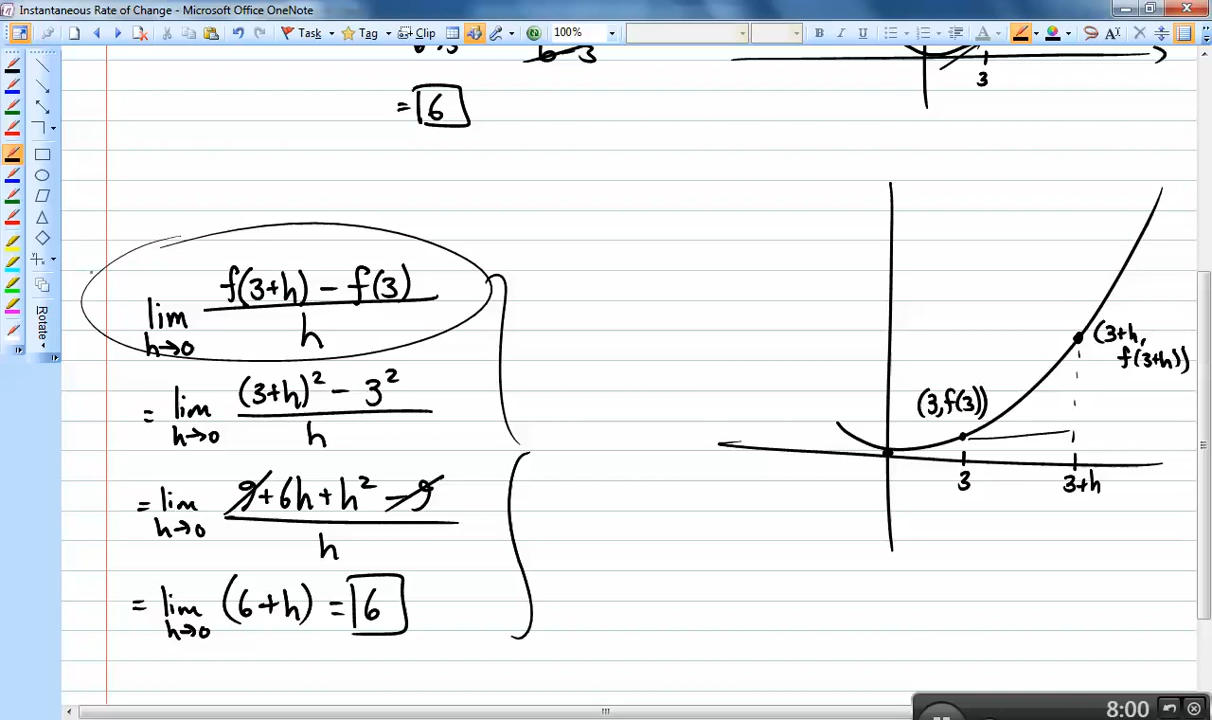 Instantaneous Rate of Change - Microsoft Office OneNote
Task Tag Clip 100% B I U A
3
= 6
lim h→0 f(3+h) - f(3) / h
= lim h→0 (3+h)² - 3² / h
= lim h→0 9+6h+h² -9 / h
= lim h→0 (6+h) = 6
(3+h, 
f(3+h))
(3,f(3))
3 3+h
Rotate
8:00